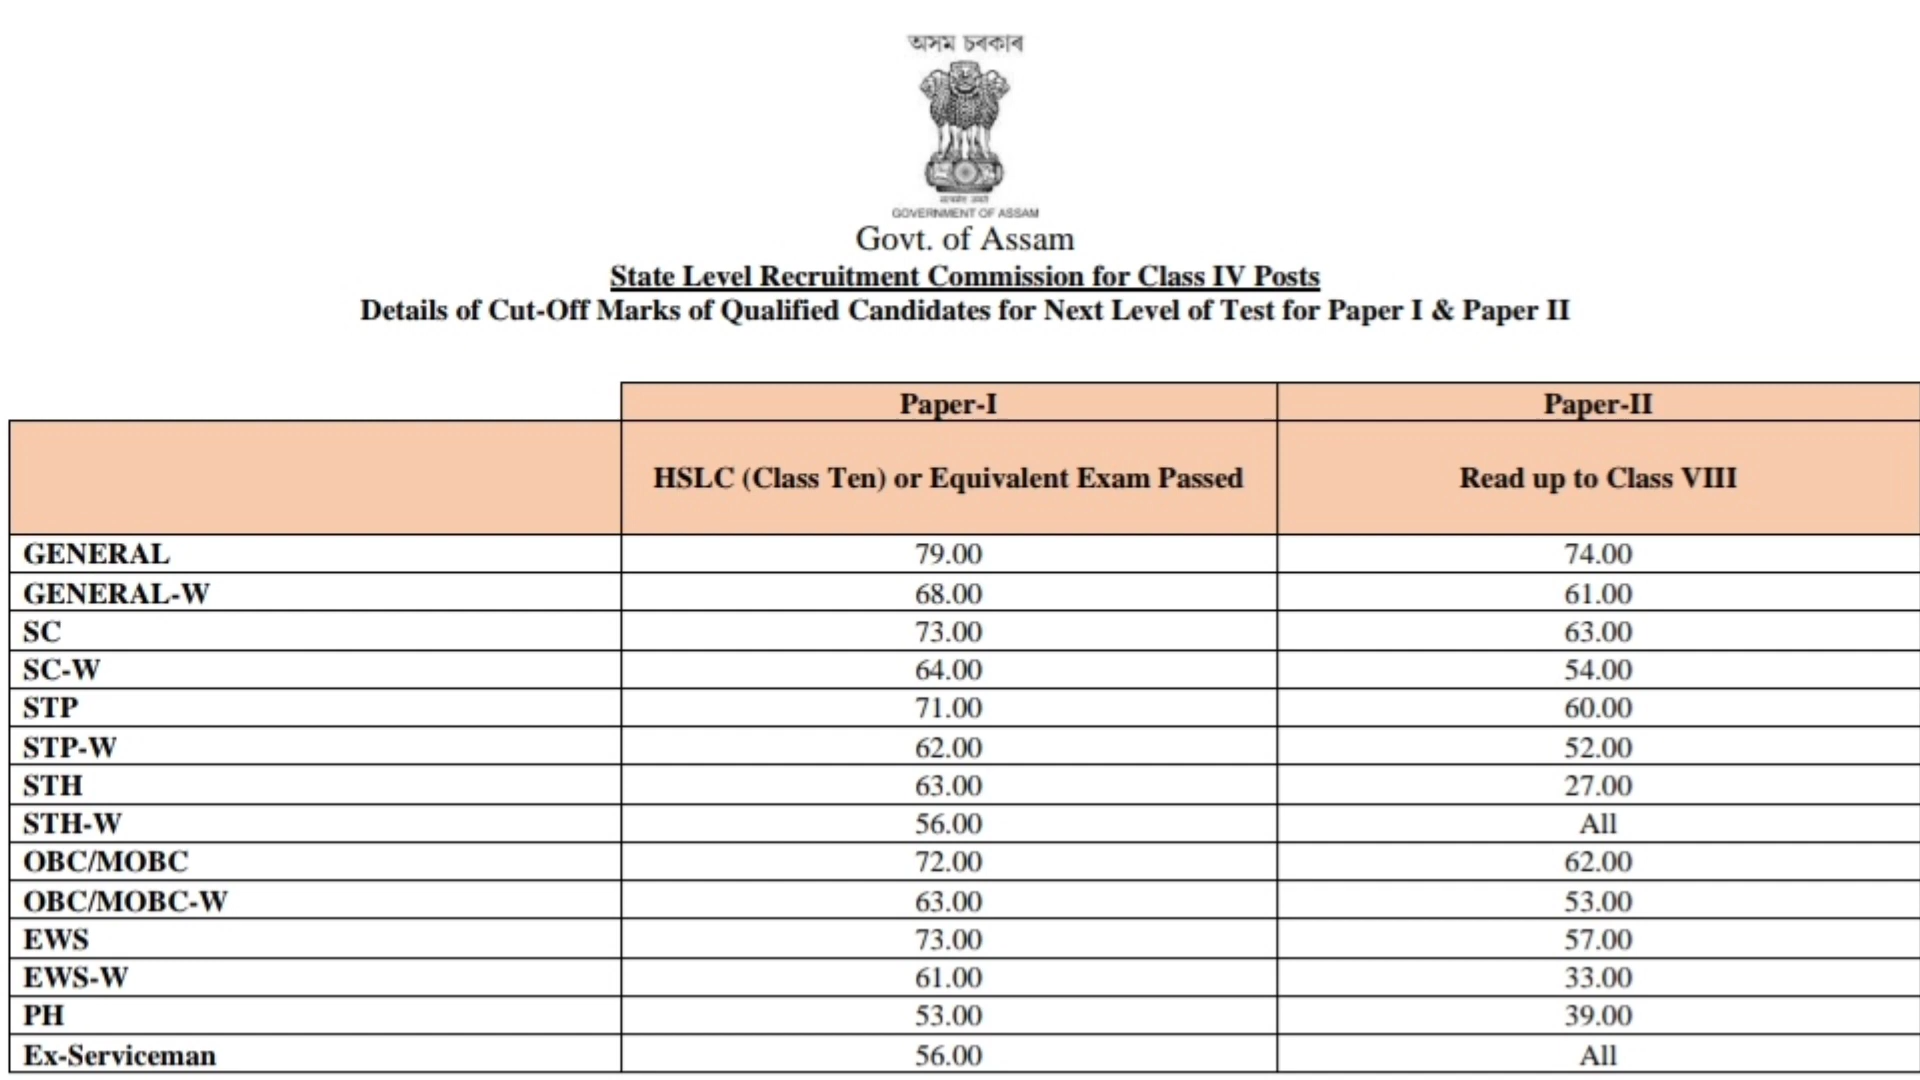 অসম চৰকাৰ
GOVERNMENT OF ASSAM
Govt. of Assam
State Level Recruitment Commission for Class IV Posts
Details of Cut-Off Marks of Qualified Candidates for Next Level of Test for Paper I & Paper II
Paper-I Paper-II
HSLC (Class Ten) or Equivalent Exam Passed Read up to Class VIII
GENERAL 79.00 74.00
GENERAL-W 68.00 61.00
SC 73.00 63.00
SC-W 64.00 54.00
STP 71.00 60.00
STP-W 62.00 52.00
STH 63.00 27.00
STH-W 56.00 All
OBC/MOBC 72.00 62.00
OBC/MOBC-W 63.00 53.00
EWS 73.00 57.00
EWS-W 61.00 33.00
PH 53.00 39.00
Ex-Serviceman 56.00 All